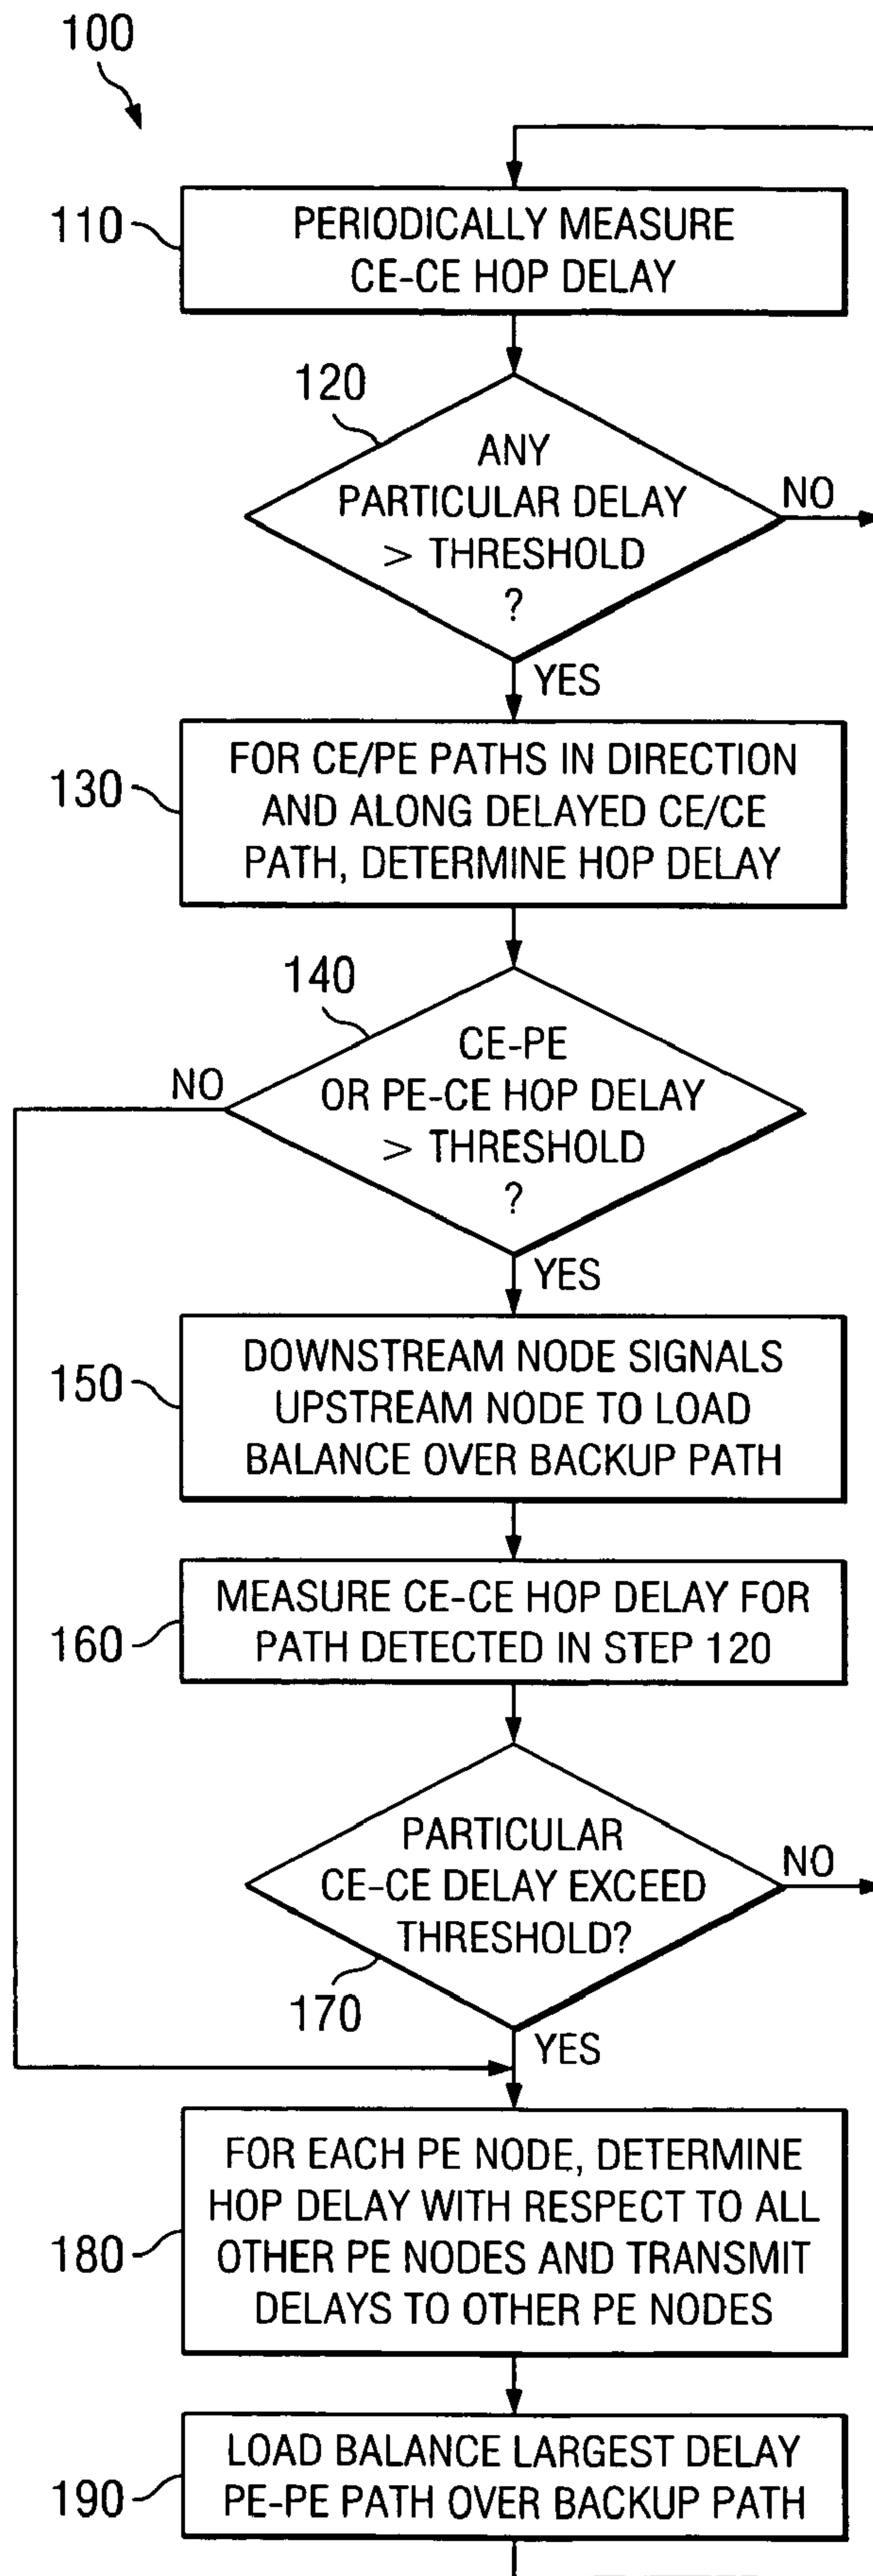 100
110
PERIODICALLY MEASURE
CE-CE HOP DELAY
120
ANY
PARTICULAR DELAY
> THRESHOLD
?
NO
YES
130
FOR CE/PE PATHS IN DIRECTION
AND ALONG DELAYED CE/CE
PATH, DETERMINE HOP DELAY
140
CE-PE
OR PE-CE HOP DELAY
> THRESHOLD
?
NO
YES
150
DOWNSTREAM NODE SIGNALS
UPSTREAM NODE TO LOAD
BALANCE OVER BACKUP PATH
160
MEASURE CE-CE HOP DELAY FOR
PATH DETECTED IN STEP 120
PARTICULAR
CE-CE DELAY EXCEED
THRESHOLD?
NO
170
YES
180
FOR EACH PE NODE, DETERMINE
HOP DELAY WITH RESPECT TO ALL
OTHER PE NODES AND TRANSMIT
DELAYS TO OTHER PE NODES
190
LOAD BALANCE LARGEST DELAY
PE-PE PATH OVER BACKUP PATH